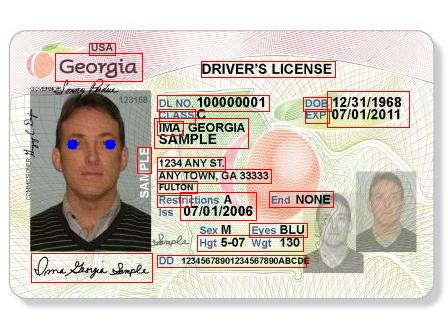 USA
Georgia
DRIVER'S LICENSE
GOVERNOR Sonny Perdue
123168
DL NO. 100000001 DOB 12/31/1968
CLASS C EXP 07/01/2011
IMA, GEORGIA
SAMPLE
SAMPLE
1234 ANY ST.
ANY TOWN, GA 33333
FULTON
Restrictions A End NONE
Iss 07/01/2006
Sex M Eyes BLU
Hgt 5-07 Wgt 130
Sample
Ima Georgia Sample
DD 12345678901234567890ABCDE